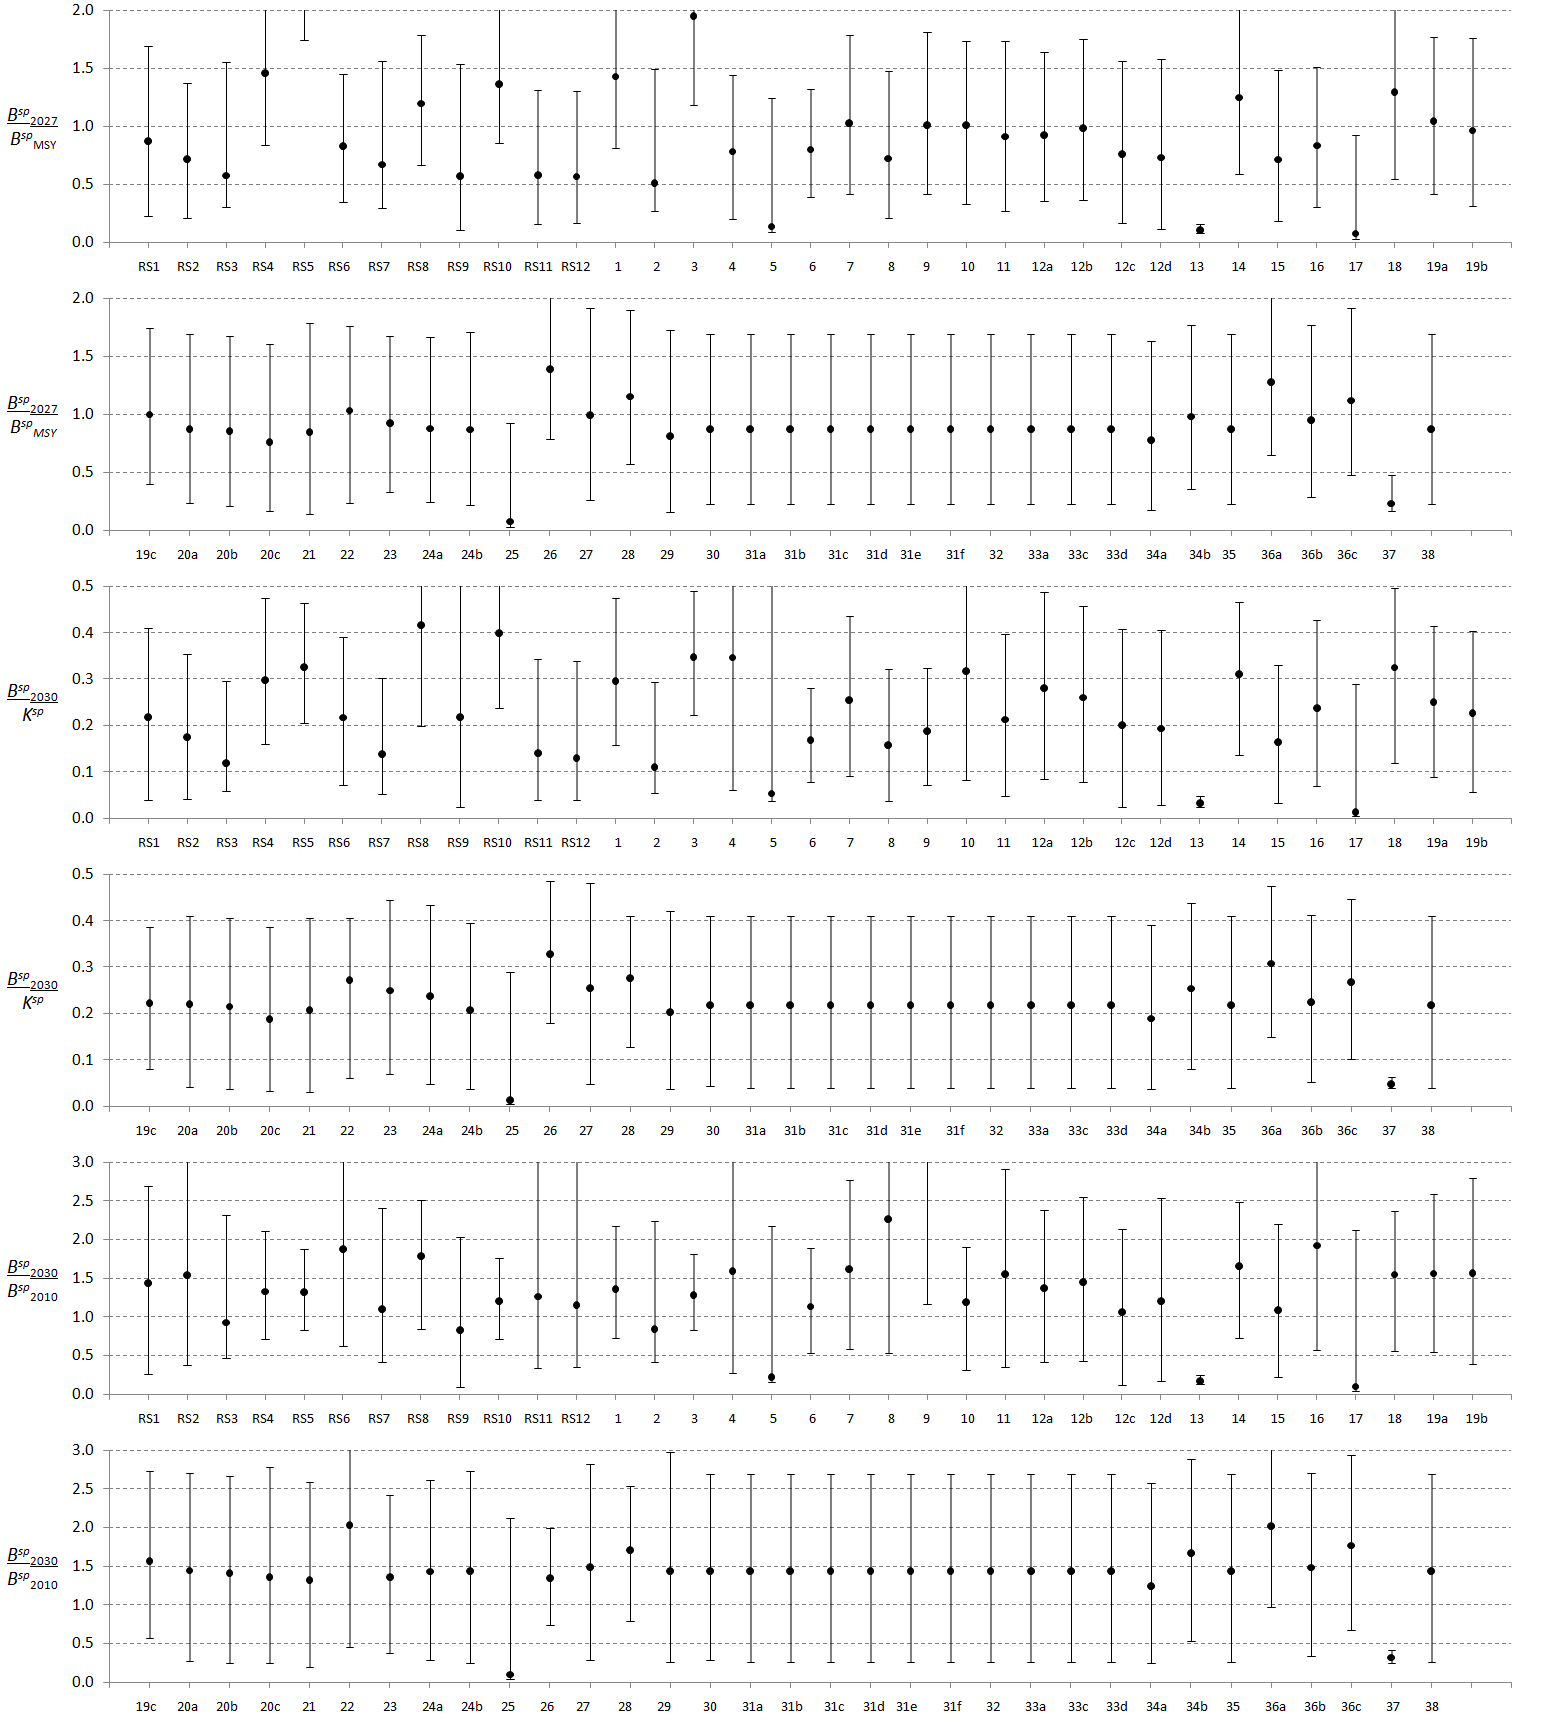 2.0
1.5
1.0
0.5
0.0
Bsp2027
BspMSY
RS1 RS2 RS3 RS4 RS5 RS6 RS7 RS8 RS9 RS10 RS11 RS12 1 2 3 4 5 6 7 8 9 10 11 12a 12b 12c 12d 13 14 15 16 17 18 19a 19b
2.0
1.5
1.0
0.5
0.0
Bsp2027
BspMSY
19c 20a 20b 20c 21 22 23 24a 24b 25 26 27 28 29 30 31a 31b 31c 31d 31e 31f 32 33a 33c 33d 34a 34b 35 36a 36b 36c 37 38
0.5
0.4
0.3
0.2
0.1
0.0
Bsp2030
Ksp
RS1 RS2 RS3 RS4 RS5 RS6 RS7 RS8 RS9 RS10 RS11 RS12 1 2 3 4 5 6 7 8 9 10 11 12a 12b 12c 12d 13 14 15 16 17 18 19a 19b
0.5
0.4
0.3
0.2
0.1
0.0
Bsp2030
Ksp
19c 20a 20b 20c 21 22 23 24a 24b 25 26 27 28 29 30 31a 31b 31c 31d 31e 31f 32 33a 33c 33d 34a 34b 35 36a 36b 36c 37 38
3.0
2.5
2.0
1.5
1.0
0.5
0.0
Bsp2030
Bsp2010
RS1 RS2 RS3 RS4 RS5 RS6 RS7 RS8 RS9 RS10 RS11 RS12 1 2 3 4 5 6 7 8 9 10 11 12a 12b 12c 12d 13 14 15 16 17 18 19a 19b
3.0
2.5
2.0
1.5
1.0
0.5
0.0
Bsp2030
Bsp2010
19c 20a 20b 20c 21 22 23 24a 24b 25 26 27 28 29 30 31a 31b 31c 31d 31e 31f 32 33a 33c 33d 34a 34b 35 36a 36b 36c 37 38